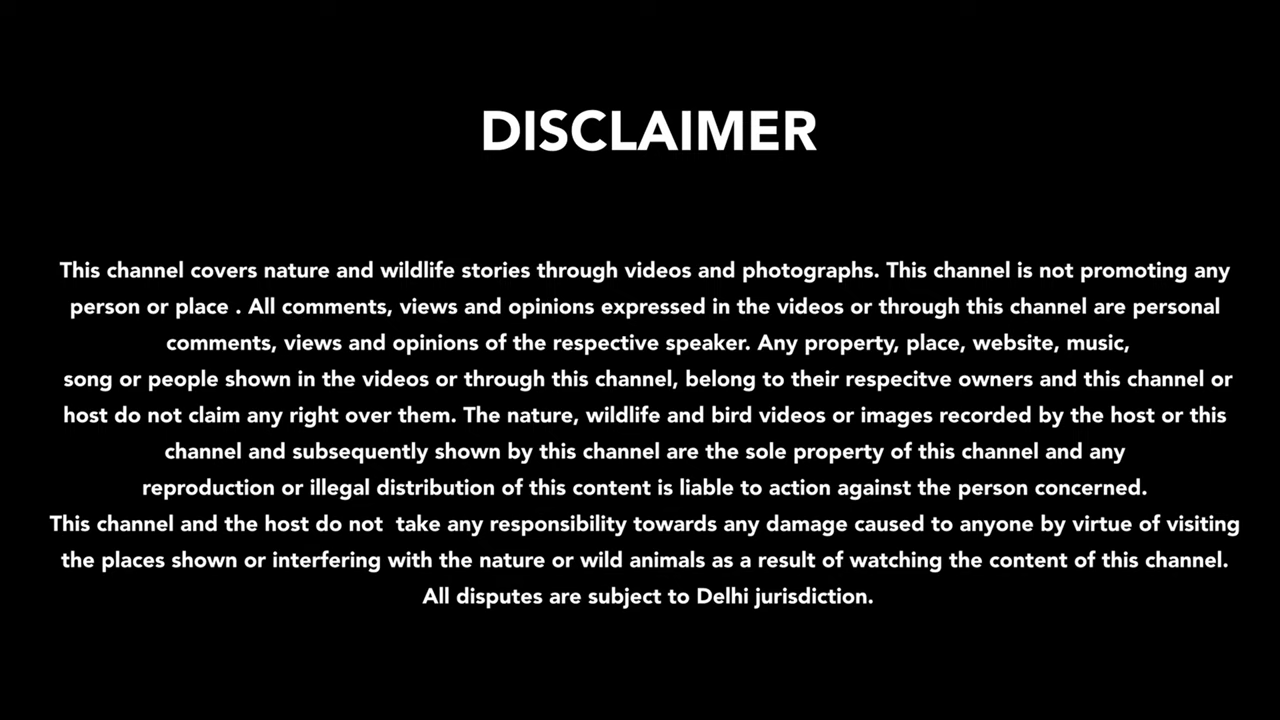 DISCLAIMER
This channel covers nature and wildlife stories through videos and photographs. This channel is not promoting any
person or place . All comments, views and opinions expressed in the videos or through this channel are personal
comments, views and opinions of the respective speaker. Any property, place, website, music,
song or people shown in the videos or through this channel, belong to their respecitve owners and this channel or
host do not claim any right over them. The nature, wildlife and bird videos or images recorded by the host or this
channel and subsequently shown by this channel are the sole property of this channel and any
reproduction or illegal distribution of this content is liable to action against the person concerned.
This channel and the host do not  take any responsibility towards any damage caused to anyone by virtue of visiting
the places shown or interfering with the nature or wild animals as a result of watching the content of this channel.
All disputes are subject to Delhi jurisdiction.